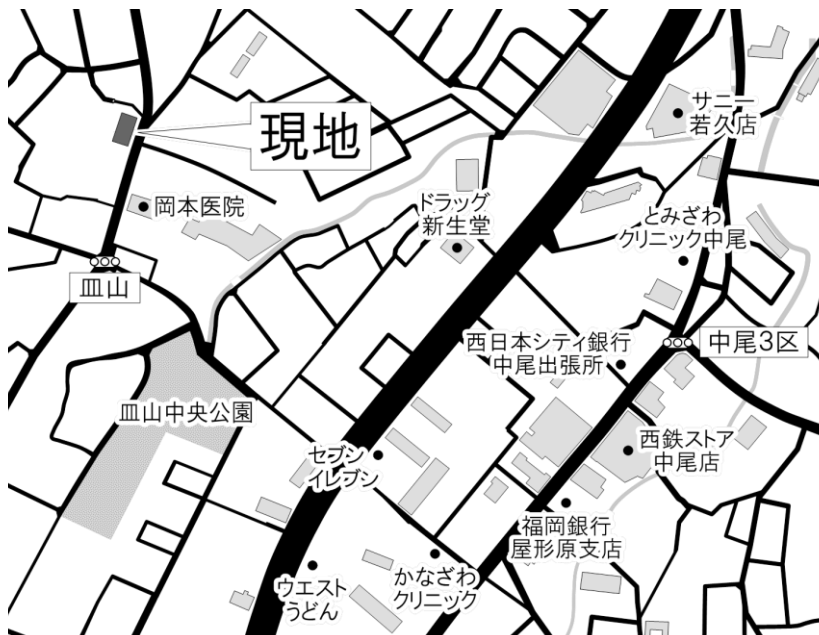 サニー
若久店
現地
岡本医院
ドラッグ
新生堂
とみざわ
クリニック中尾
皿山
西日本シティ銀行
中尾出張所
中尾3区
皿山中央公園
セブン
イレブン
西鉄ストア
中尾店
福岡銀行
屋形原支店
ウエスト
うどん
かなざわ
クリニック